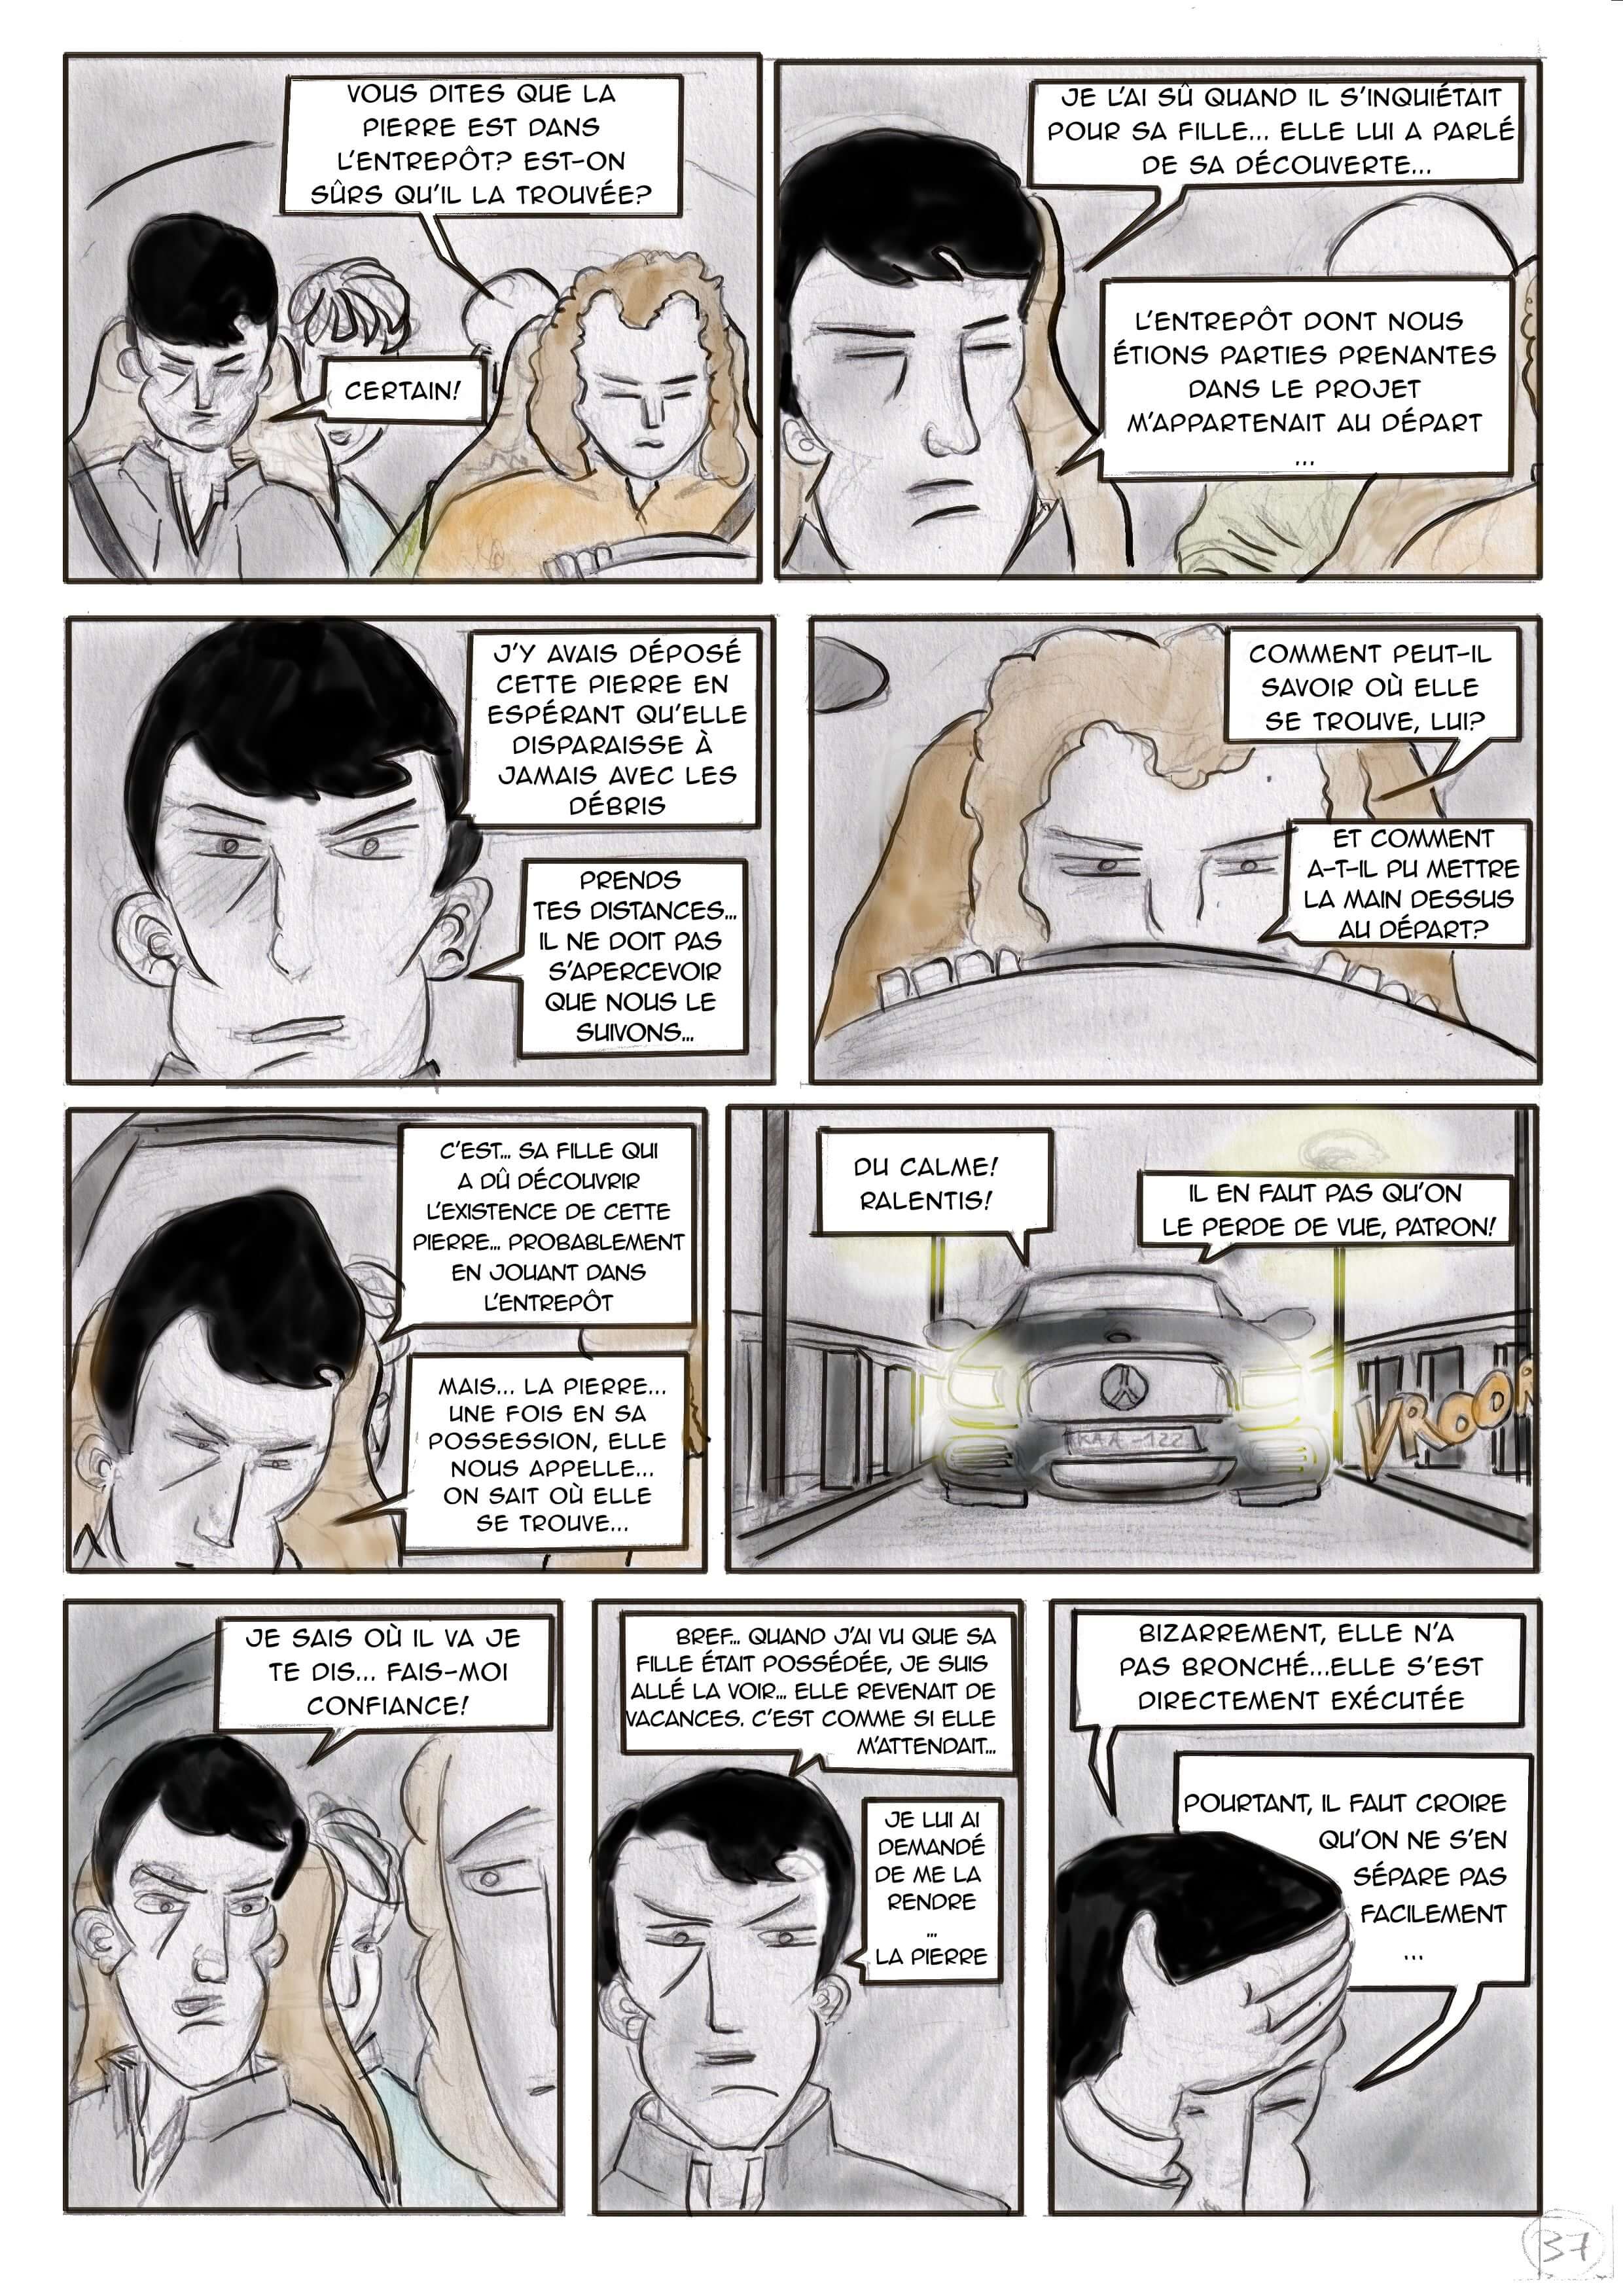 VOUS DITES QUE LA
PIERRE EST DANS
L'ENTREPÔT? EST-ON
SÛRS QU'IL LA TROUVÉE?
CERTAIN!
JE L'AI SÛ QUAND IL S'INQUIÉTAIT
POUR SA FILLE... ELLE LUI A PARLÉ
DE SA DÉCOUVERTE...
L'ENTREPÔT DONT NOUS
ÉTIONS PARTIES PRENANTES
DANS LE PROJET
M'APPARTENAIT AU DÉPART
...
J'Y AVAIS DÉPOSÉ
CETTE PIERRE EN
ESPÉRANT QU'ELLE
DISPARAISSE À
JAMAIS AVEC LES
DÉBRIS
PRENDS
TES DISTANCES...
IL NE DOIT PAS
S'APERCEVOIR
QUE NOUS LE
SUIVONS...
COMMENT PEUT-IL
SAVOIR OÙ ELLE
SE TROUVE, LUI?
ET COMMENT
A-T-IL PU METTRE
LA MAIN DESSUS
AU DÉPART?
C'EST... SA FILLE QUI
A DÛ DÉCOUVRIR
L'EXISTENCE DE CETTE
PIERRE... PROBABLEMENT
EN JOUANT DANS
L'ENTREPÔT
MAIS... LA PIERRE...
UNE FOIS EN SA
POSSESSION, ELLE
NOUS APPELLE...
ON SAIT OÙ ELLE
SE TROUVE...
DU CALME!
RALENTIS!
IL EN FAUT PAS QU'ON
LE PERDE DE VUE, PATRON!
KAA-122
VROOM
JE SAIS OÙ IL VA JE
TE DIS... FAIS-MOI
CONFIANCE!
BREF... QUAND J'AI VU QUE SA
FILLE ÉTAIT POSSÉDÉE, JE SUIS
ALLÉ LA VOIR... ELLE REVENAIT DE
VACANCES. C'EST COMME SI ELLE
M'ATTENDAIT...
JE LUI AI
DEMANDÉ
DE ME LA
RENDRE
...
LA PIERRE
BIZARREMENT, ELLE N'A
PAS BRONCHÉ...ELLE S'EST
DIRECTEMENT EXÉCUTÉE
POURTANT, IL FAUT CROIRE
QU'ON NE S'EN
SÉPARE PAS
FACILEMENT
...
37